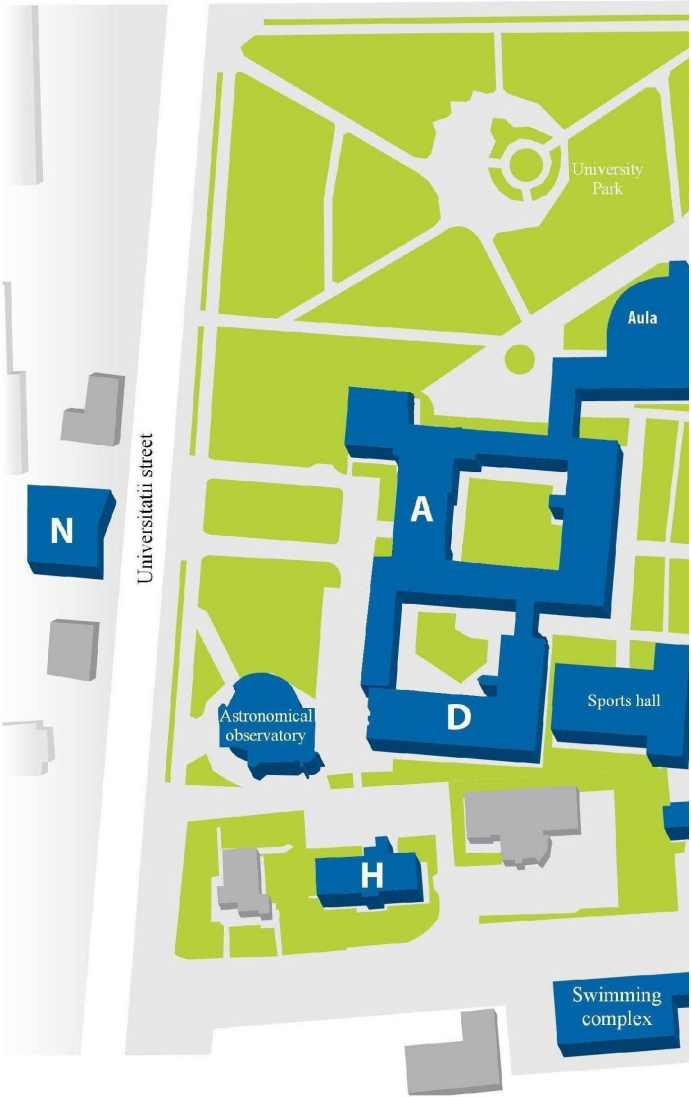 University
Park
Aula
A
N
Universitatii street
Sports hall
Astronomical
observatory
D
H
Swimming
complex